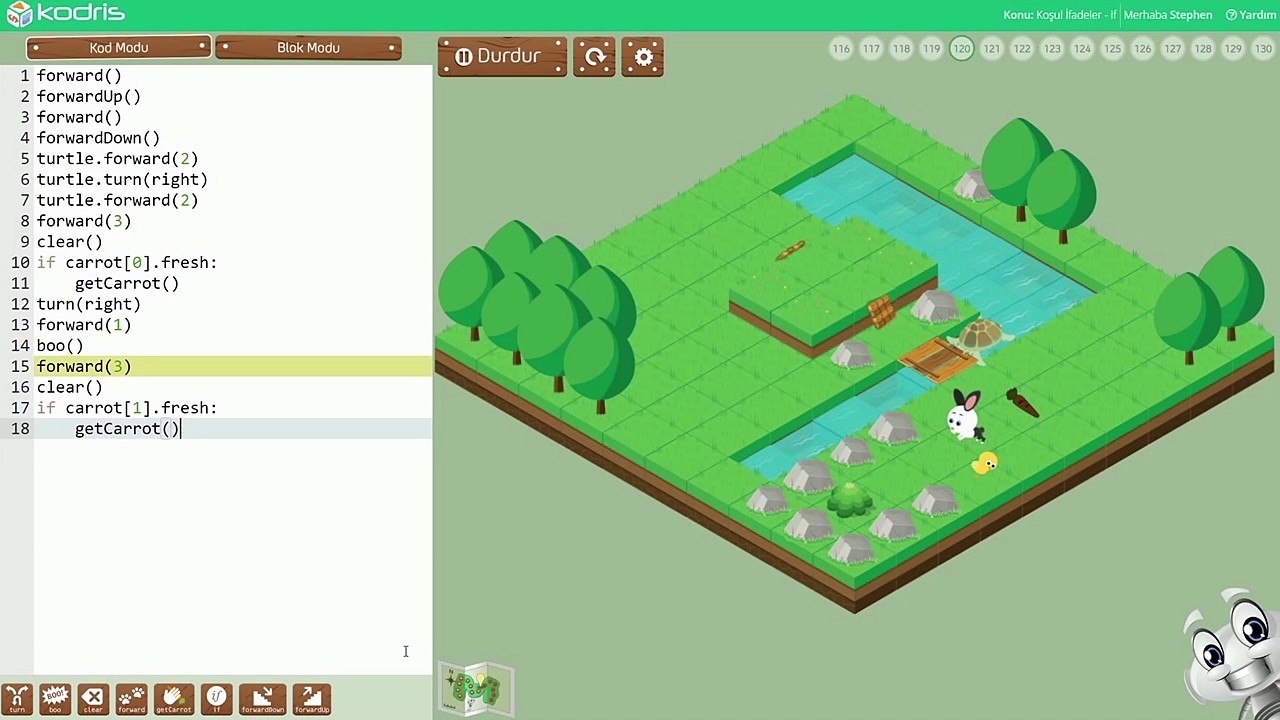 kodris
Konu: Koşul İfadeler - If
Merhaba Stephen
Yardım
Kod Modu
Blok Modu
Durdur
116 117 118 119 120 121 122 123 124 125 126 127 128 129 130
1 forward()
2 forwardUp()
3 forward()
4 forwardDown()
5 turtle.forward(2)
6 turtle.turn(right)
7 turtle.forward(2)
8 forward(3)
9 clear()
10 if carrot[0].fresh:
11 getCarrot()
12 turn(right)
13 forward(1)
14 boo()
15 forward(3)
16 clear()
17 if carrot[1].fresh:
18 getCarrot()
BOO!
if
turn
boo
clear
forward
getCarrot
if
forwardDown
forwardUp
N